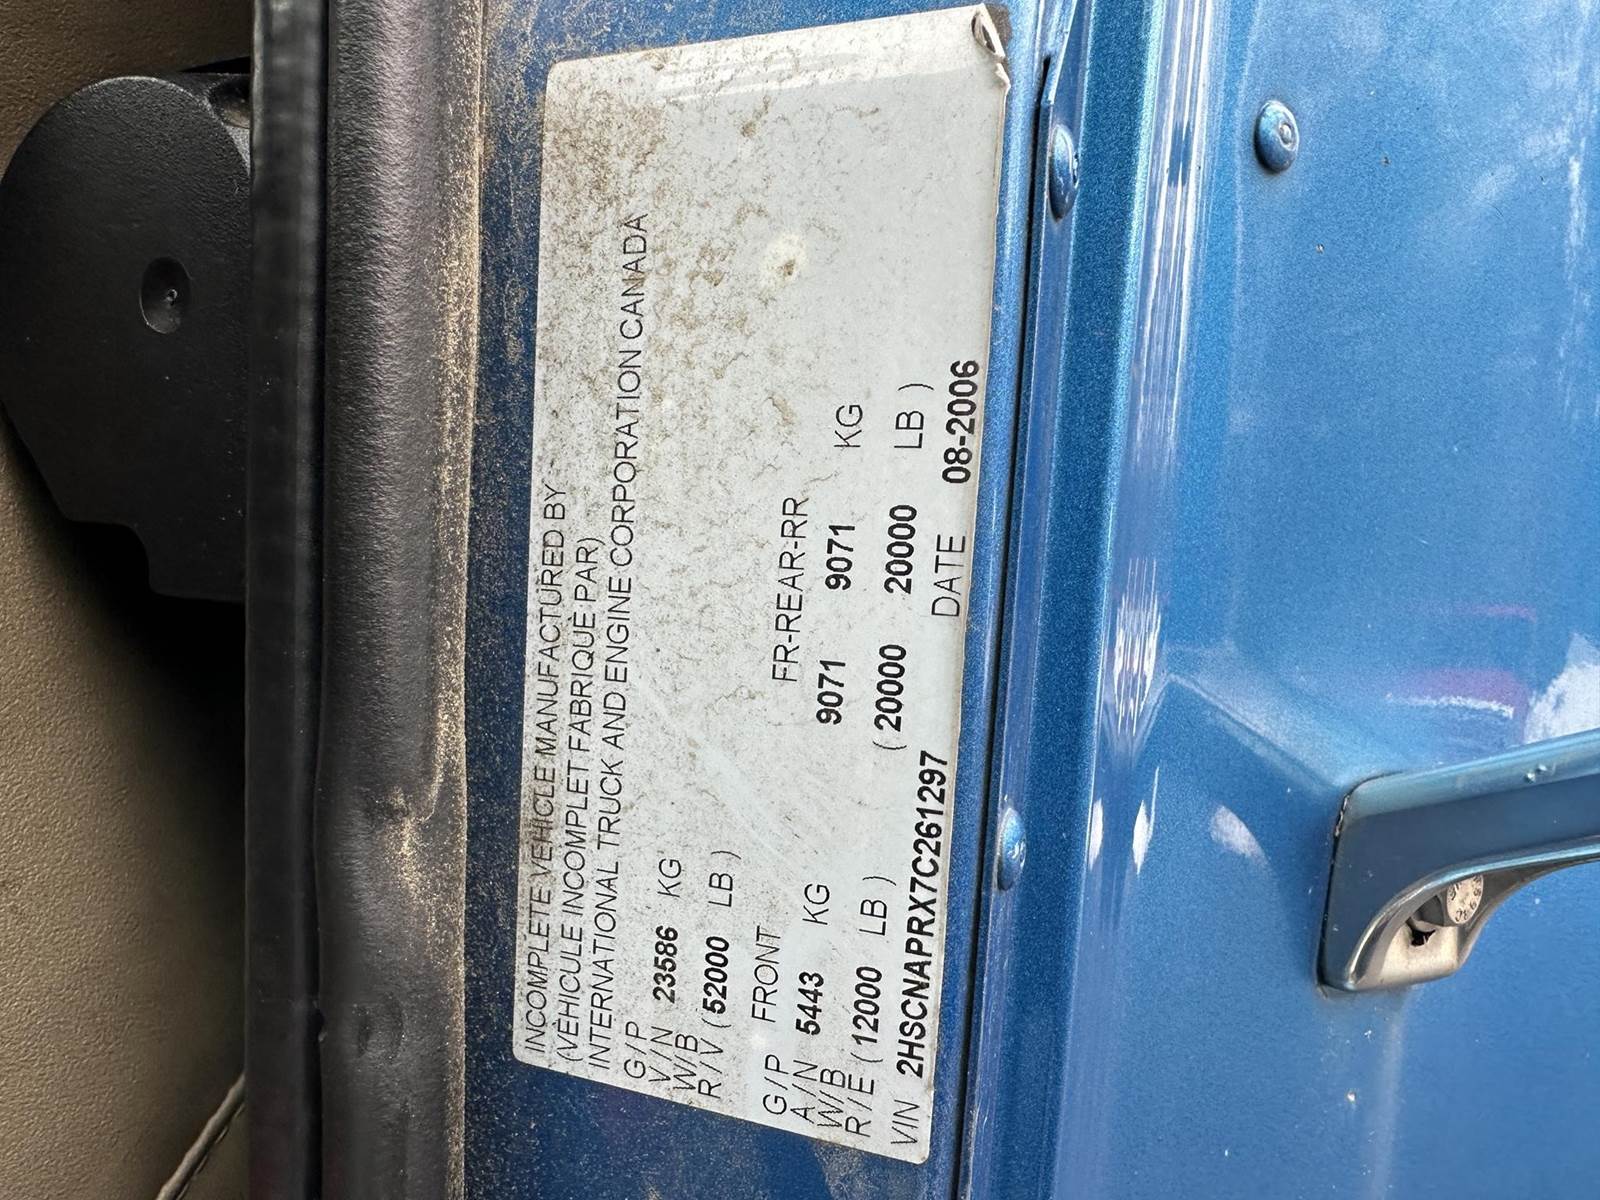 INCOMPLETE VEHICLE MANUFACTURED BY
(VÉHICULE INCOMPLET FABRIQUÈ PAR)
INTERNATIONAL TRUCK AND ENGINE CORPORATION CANADA
G/P
V/N 23586 KG
W/B
R/V (52000 LB)
G/P FRONT FR-REAR-RR
A/N 5443 KG 9071 9071 KG
W/B
R/E (12000 LB) (20000 20000 LB)
VIN 2HSCNAPRX7C261297 DATE 08-2006